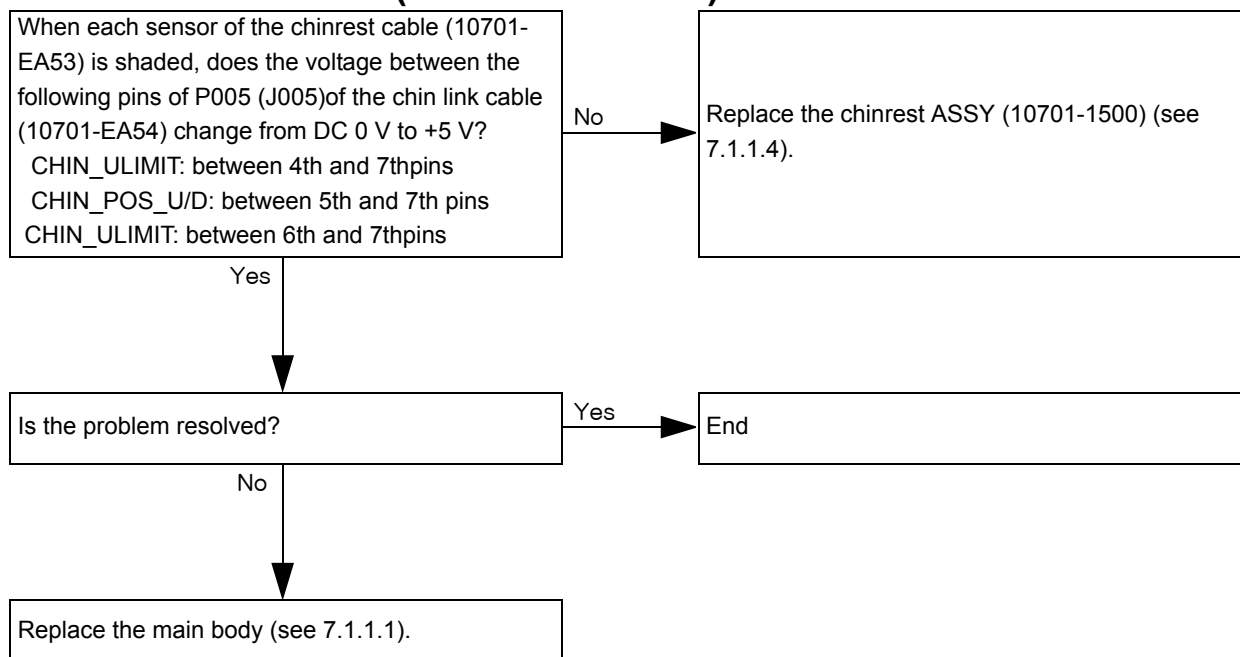 When each sensor of the chinrest cable (10701-
EA53) is shaded, does the voltage between the
following pins of P005 (J005)of the chin link cable
(10701-EA54) change from DC 0 V to +5 V?
CHIN_ULIMIT: between 4th and 7thpins
CHIN_POS_U/D: between 5th and 7th pins
CHIN_ULIMIT: between 6th and 7thpins
No
Replace the chinrest ASSY (10701-1500) (see
7.1.1.4).
Yes
Is the problem resolved?
Yes
End
No
Replace the main body (see 7.1.1.1).